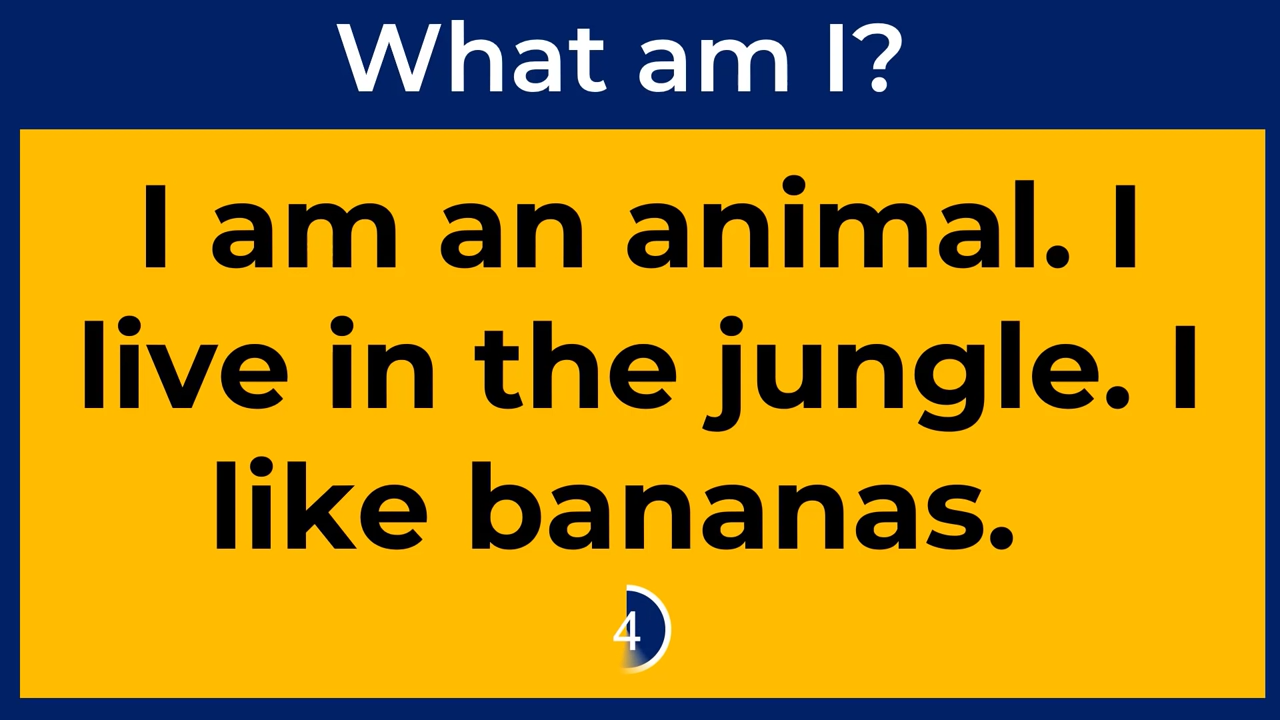 What am I?
I am an animal. I
live in the jungle. I
like bananas.
4